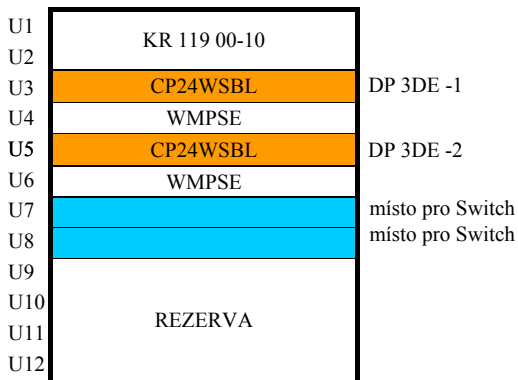 U1
KR 119 00-10
U2
U3 CP24WSBL DP 3DE -1
U4 WMPSE
U5 CP24WSBL DP 3DE -2
U6 WMPSE
U7 místo pro Switch
U8 místo pro Switch
U9
U10
REZERVA
U11
U12